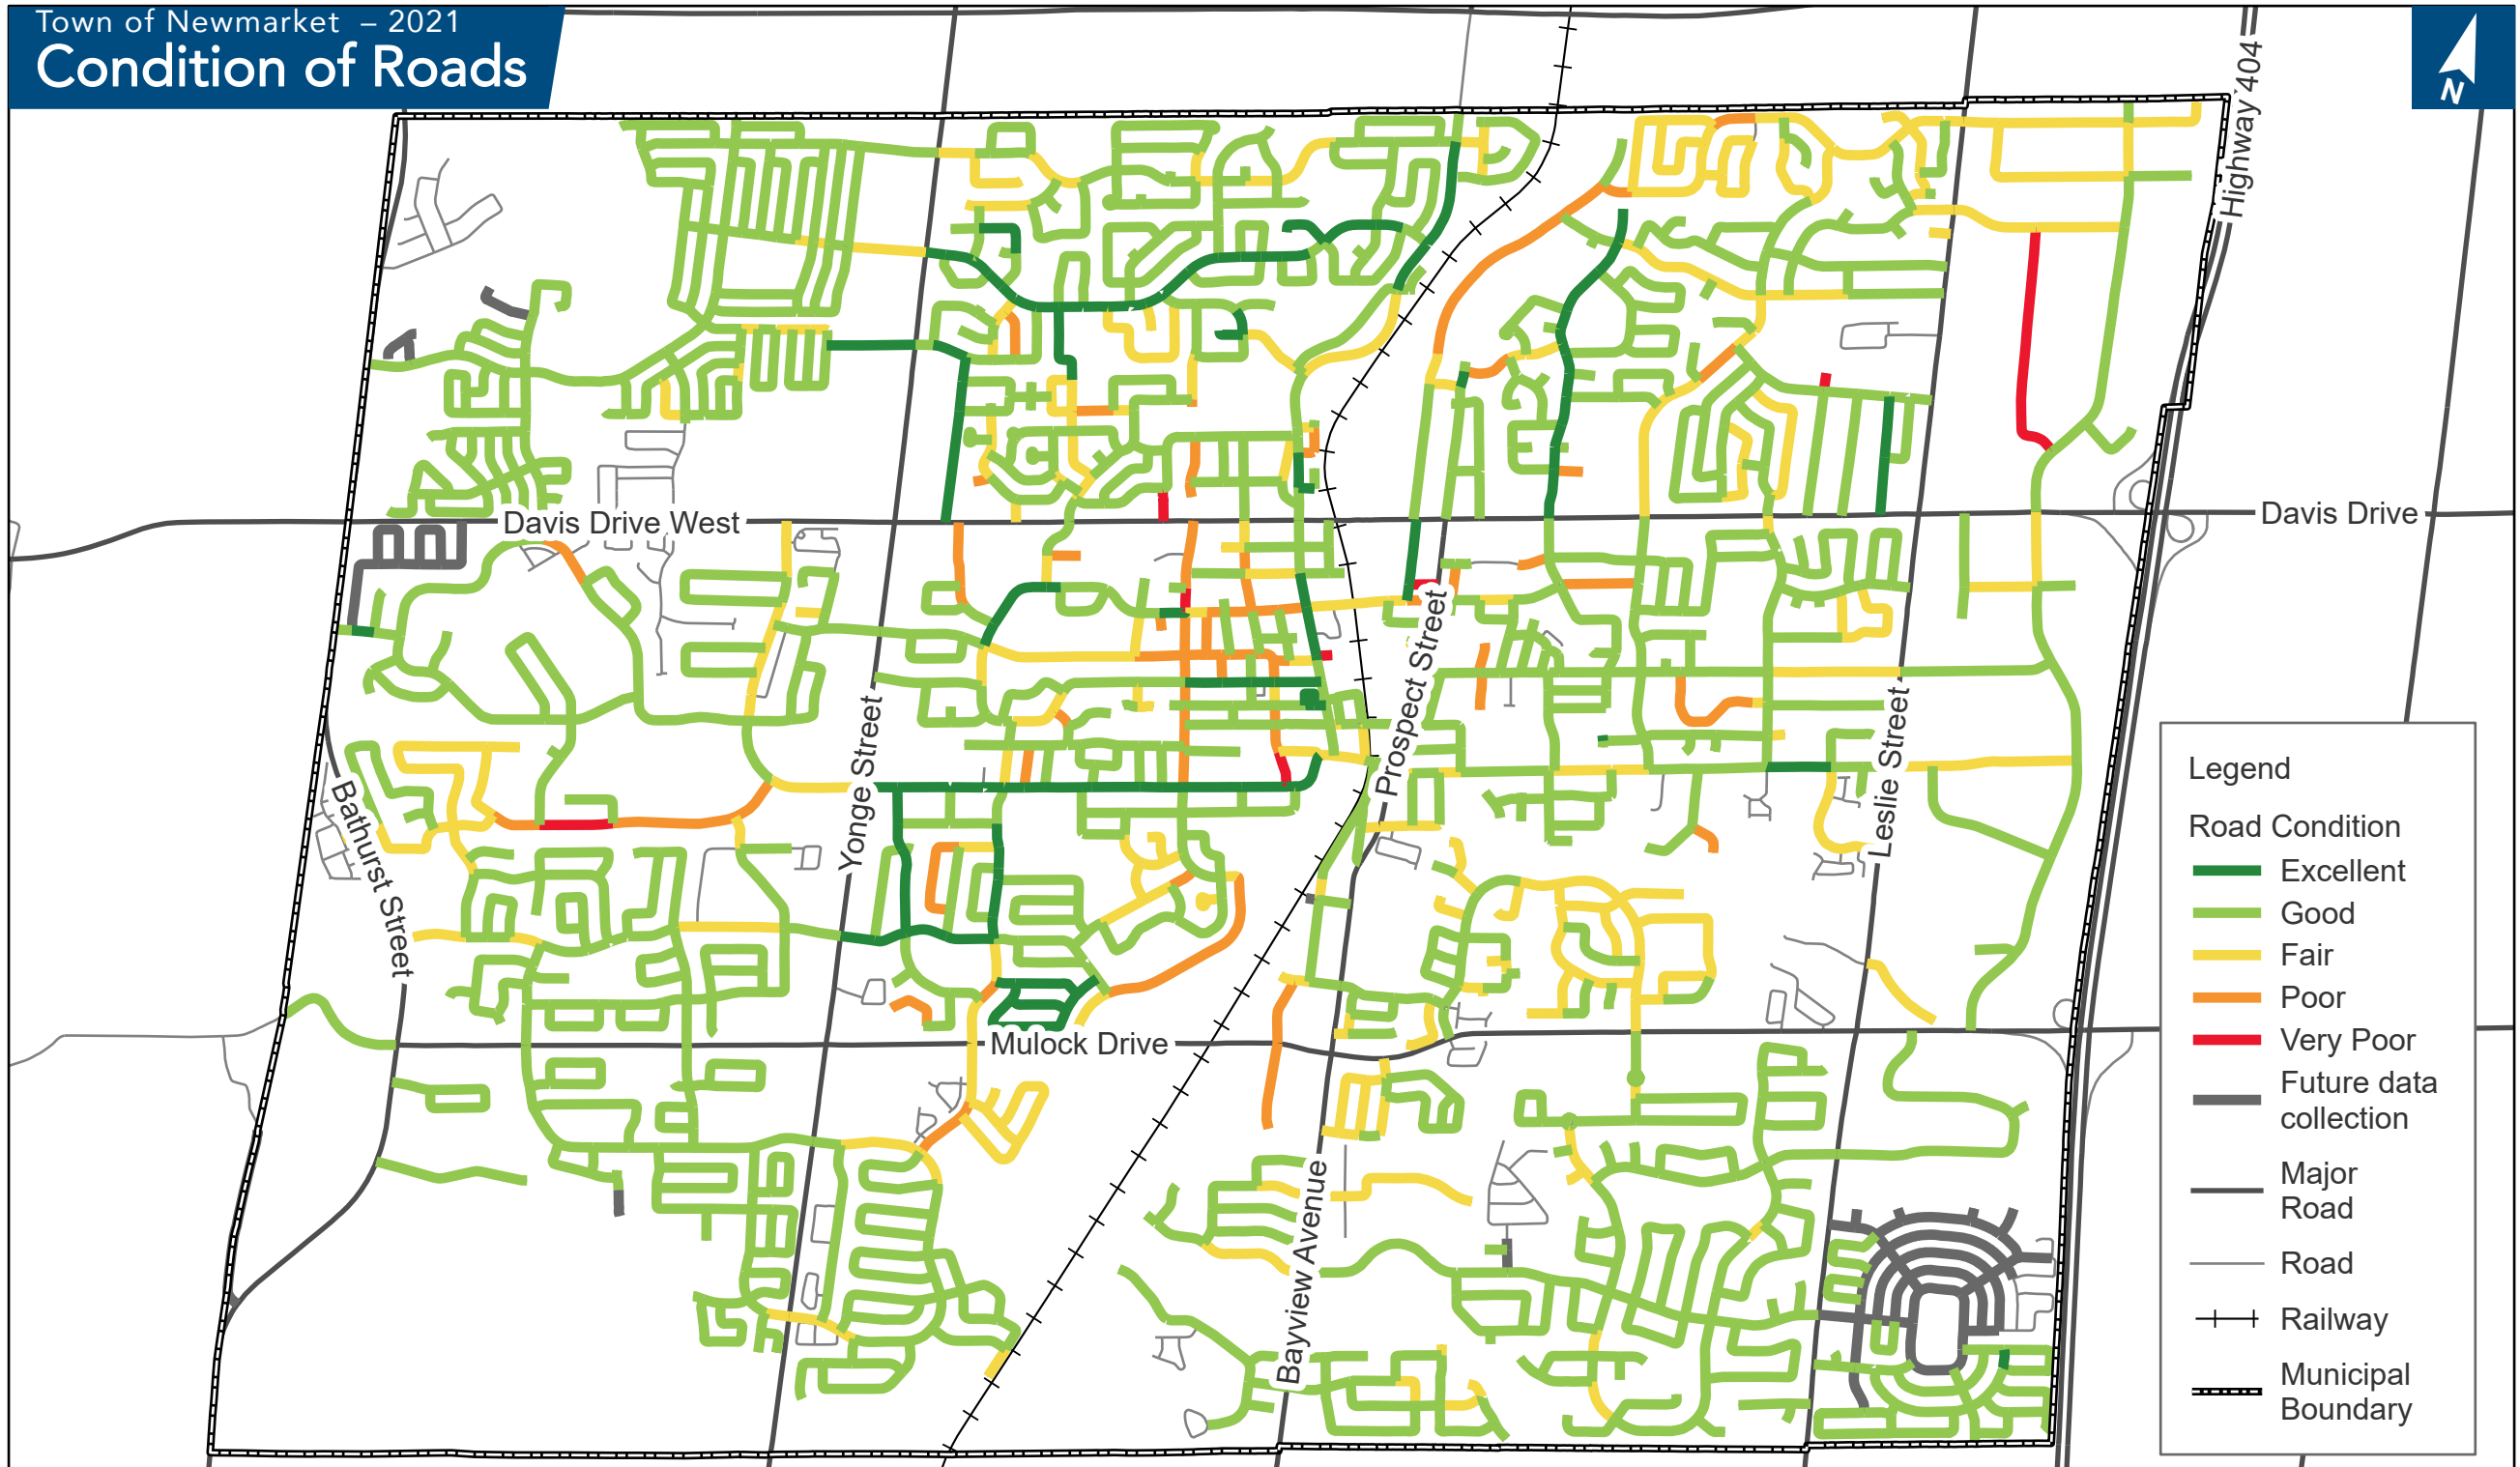 Town of Newmarket – 2021
Condition of Roads
N
Highway 404
Davis Drive West
Davis Drive
Prospect Street
Yonge Street
Leslie Street
Bathurst Street
Mulock Drive
Bayview Avenue
Legend
Road Condition
Excellent
Good
Fair
Poor
Very Poor
Future data
collection
Major
Road
Road
Railway
Municipal
Boundary